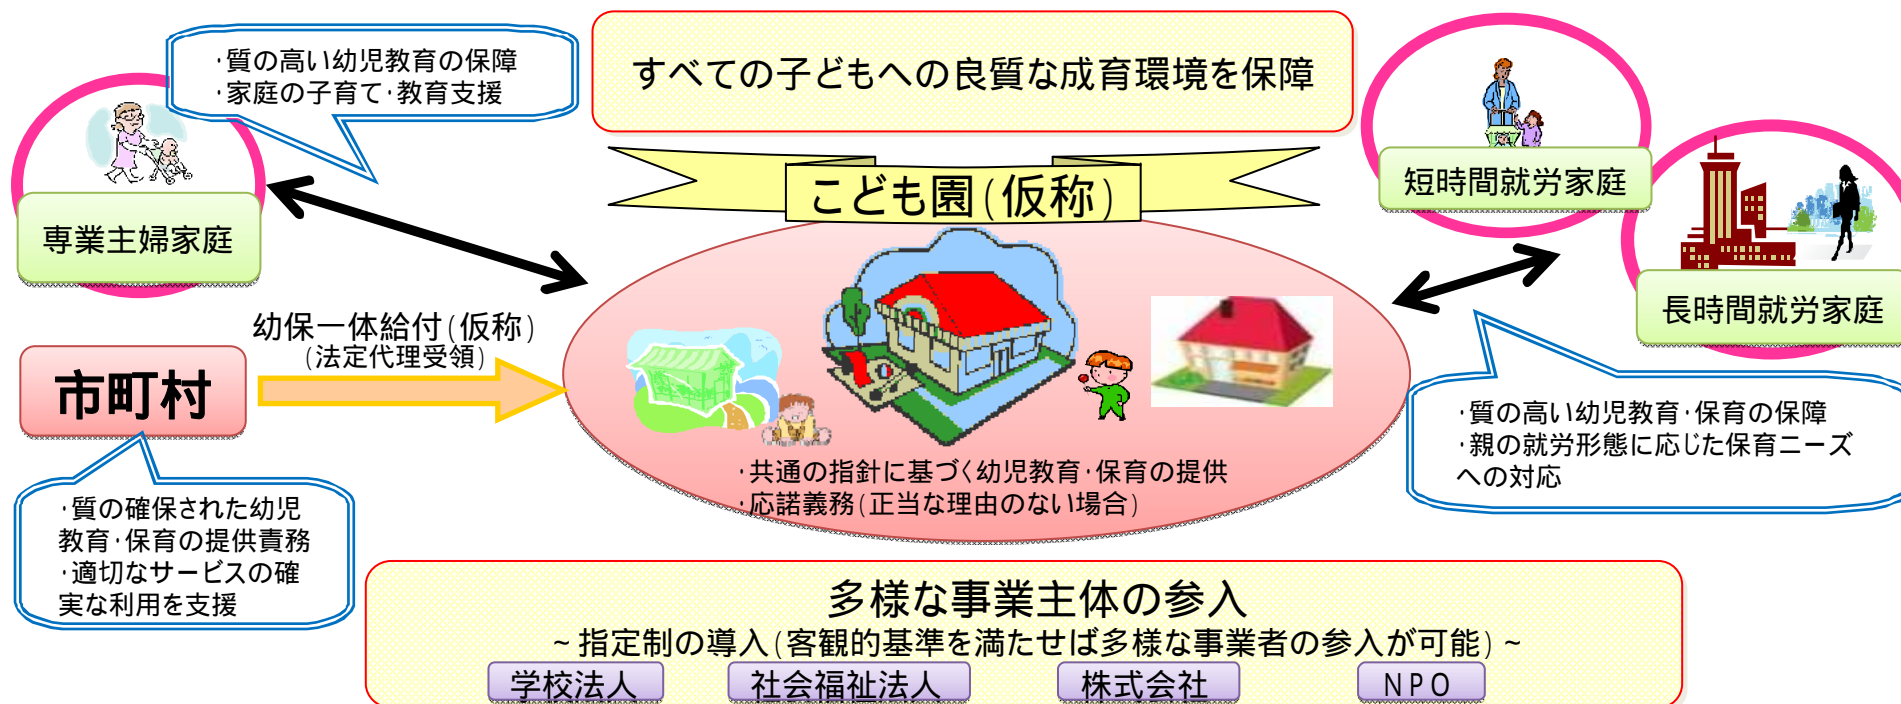 ・質の高い幼児教育の保障
・家庭の子育て・教育支援
すべての子どもへの良質な成育環境を保障
こども園(仮称)
専業主婦家庭
短時間就労家庭
長時間就労家庭
幼保一体給付(仮称)
(法定代理受領)
市町村
・質の確保された幼児
教育・保育の提供責務
・適切なサービスの確
実な利用を支援
・共通の指針に基づく幼児教育・保育の提供
・応諾義務(正当な理由のない場合)
・質の高い幼児教育・保育の保障
・親の就労形態に応じた保育ニーズ
への対応
多様な事業主体の参入
~指定制の導入(客観的基準を満たせば多様な事業者の参入が可能)~
学校法人
社会福祉法人
株式会社
NPO